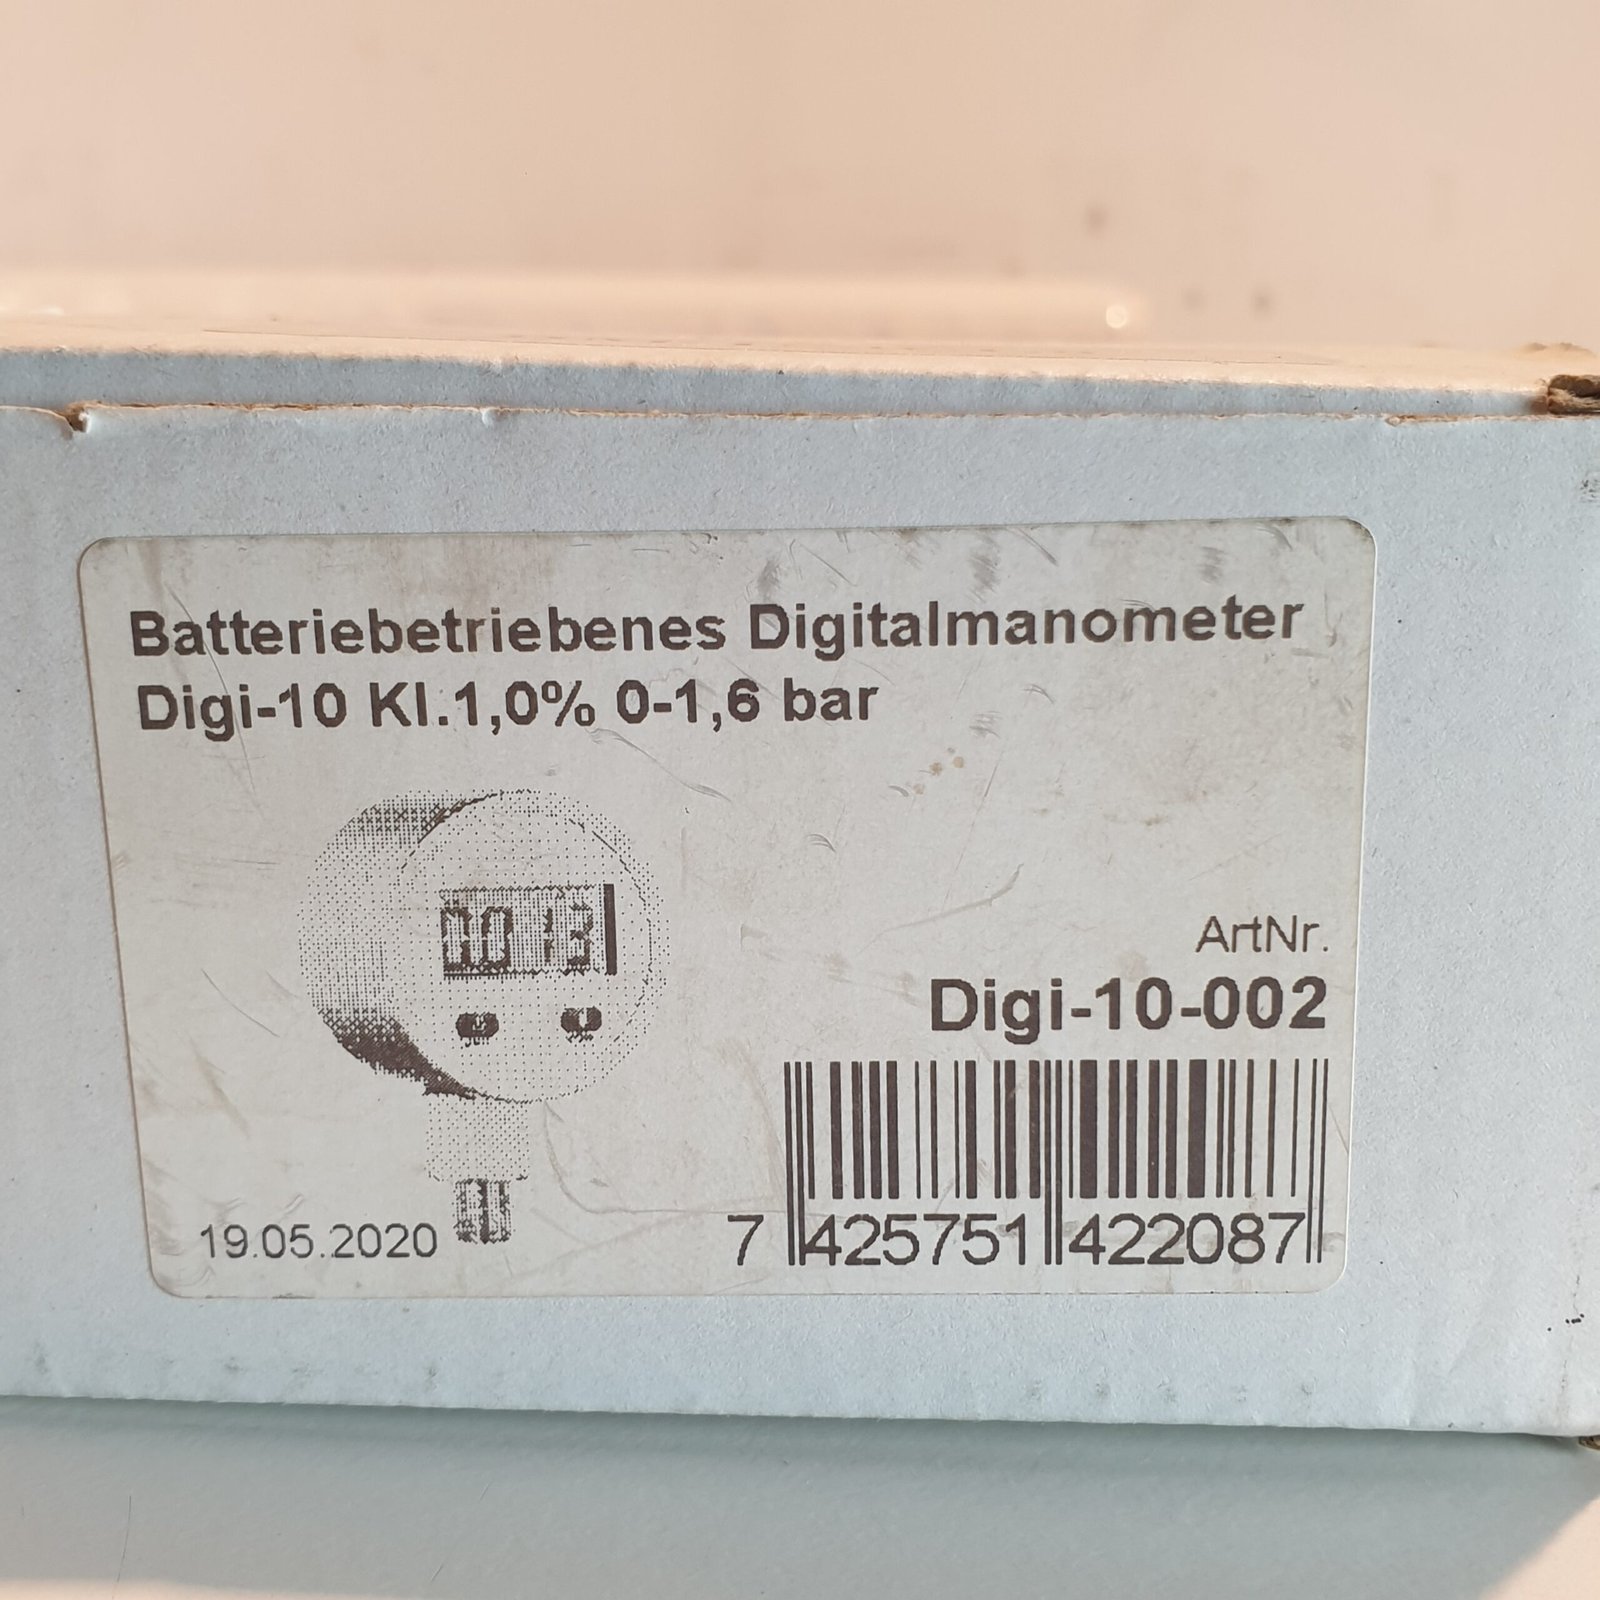 Batteriebetriebenes Digitalmanometer
Digi-10 Kl.1,0% 0-1,6 bar
ArtNr.
Digi-10-002
19.05.2020
7 425751 422087